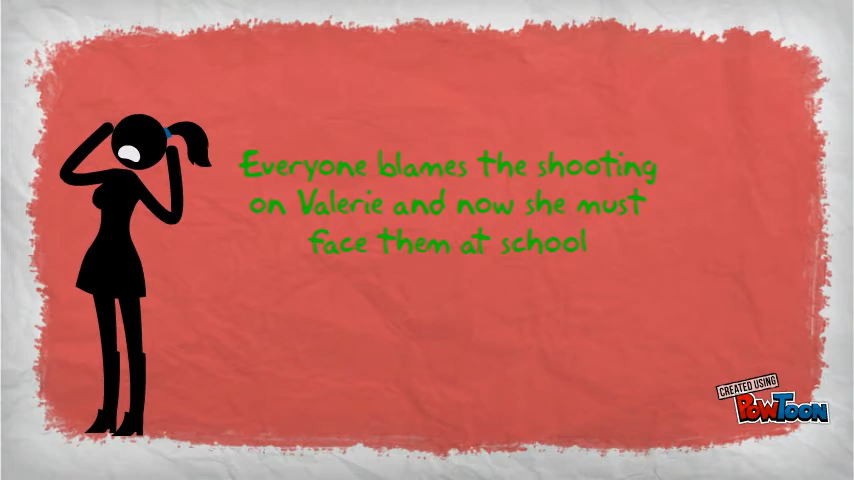 Everyone blames the shooting
on Valerie and now she must
face them at school
CREATED USING
POWTOON